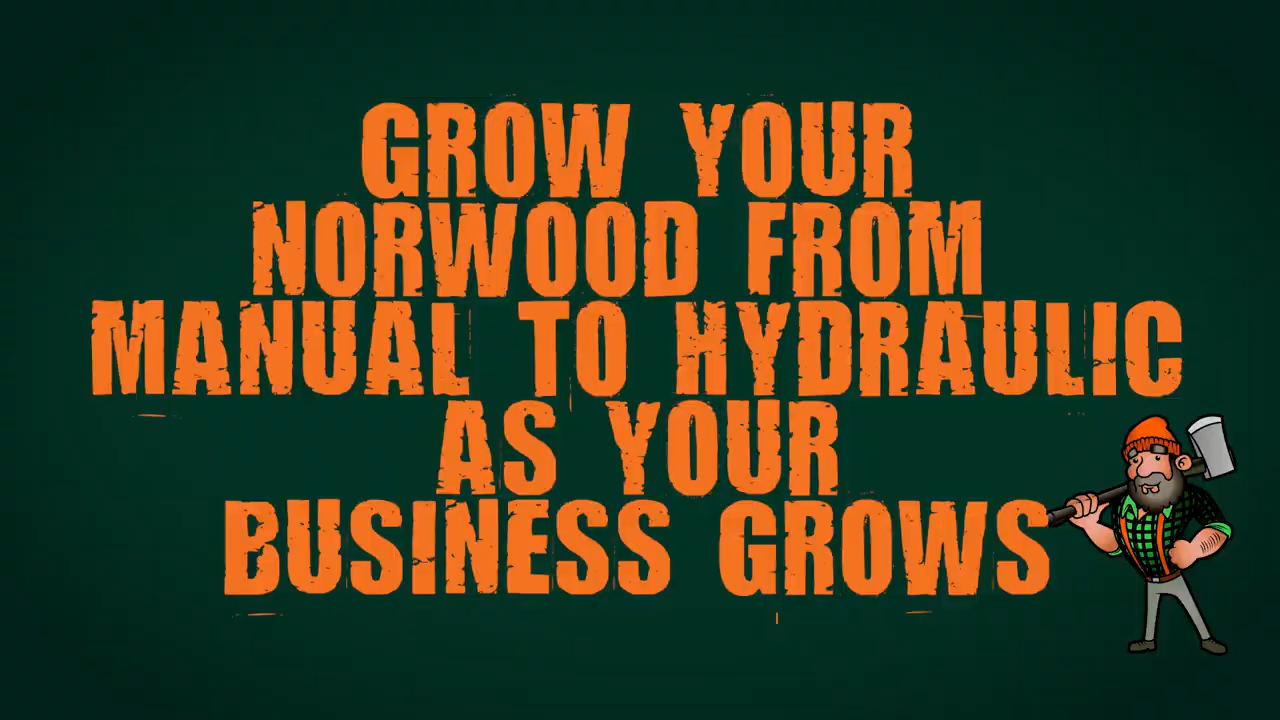 GROW YOUR
NORWOOD FROM
MANUAL TO HYDRAULIC
AS YOUR
BUSINESS GROWS